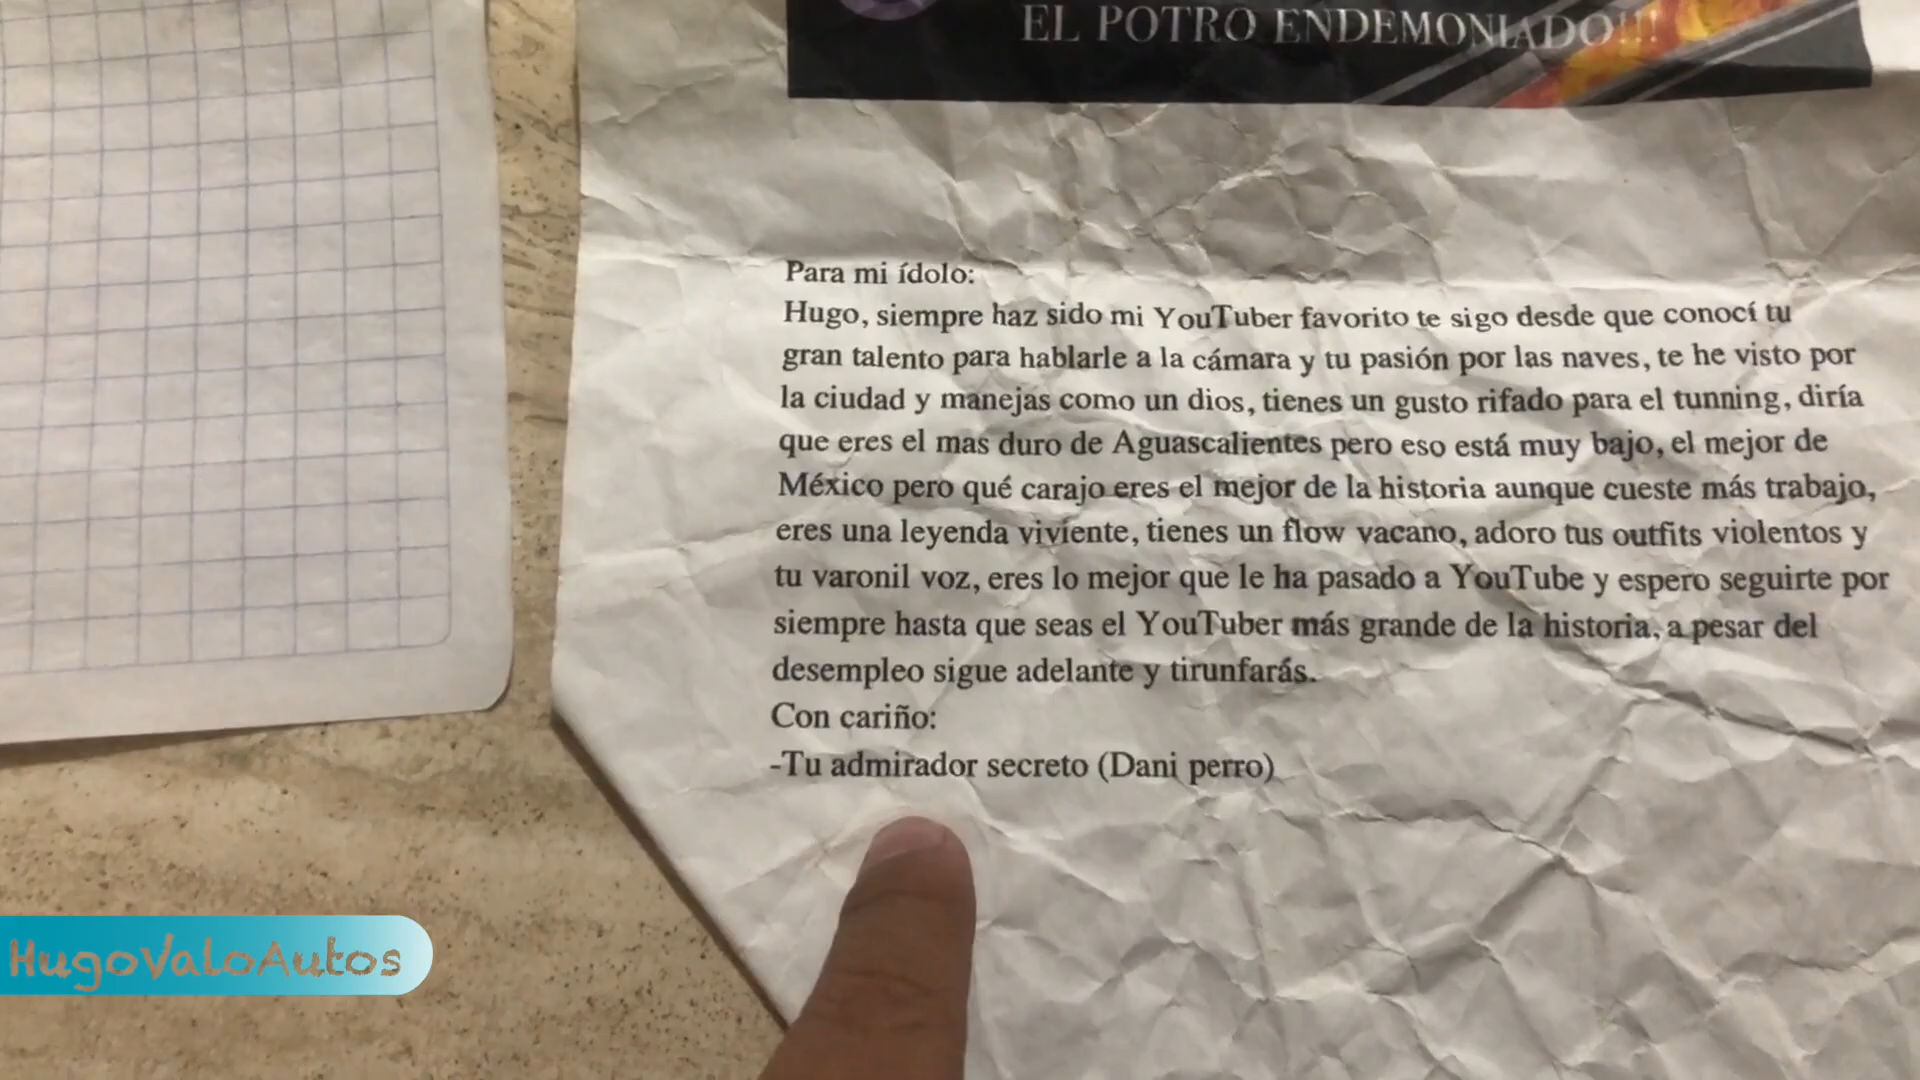 EL POTRO ENDEMONIADO!!!
Para mi ídolo:
Hugo, siempre haz sido mi YouTuber favorito te sigo desde que conocí tu
gran talento para hablarle a la cámara y tu pasión por las naves, te he visto por
la ciudad y manejas como un dios, tienes un gusto rifado para el tunning, diría
que eres el mas duro de Aguascalientes pero eso está muy bajo, el mejor de
México pero qué carajo eres el mejor de la historia aunque cueste más trabajo,
eres una leyenda viviente, tienes un flow vacano, adoro tus outfits violentos y
tu varonil voz, eres lo mejor que le ha pasado a YouTube y espero seguirte por
siempre hasta que seas el YouTuber más grande de la historia, a pesar del
desempleo sigue adelante y tirunfarás.
Con cariño:
-Tu admirador secreto (Dani perro)
HugoValoAutos